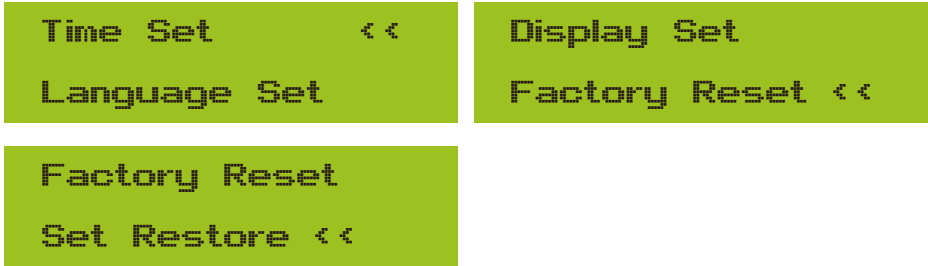 Time Set <<
Language Set
Display Set
Factory Reset <<
Factory Reset
Set Restore <<